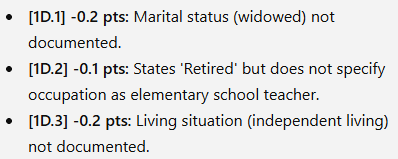 • [1D.1] -0.2 pts: Marital status (widowed) not
documented.
• [1D.2] -0.1 pts: States 'Retired' but does not specify
occupation as elementary school teacher.
• [1D.3] -0.2 pts: Living situation (independent living)
not documented.